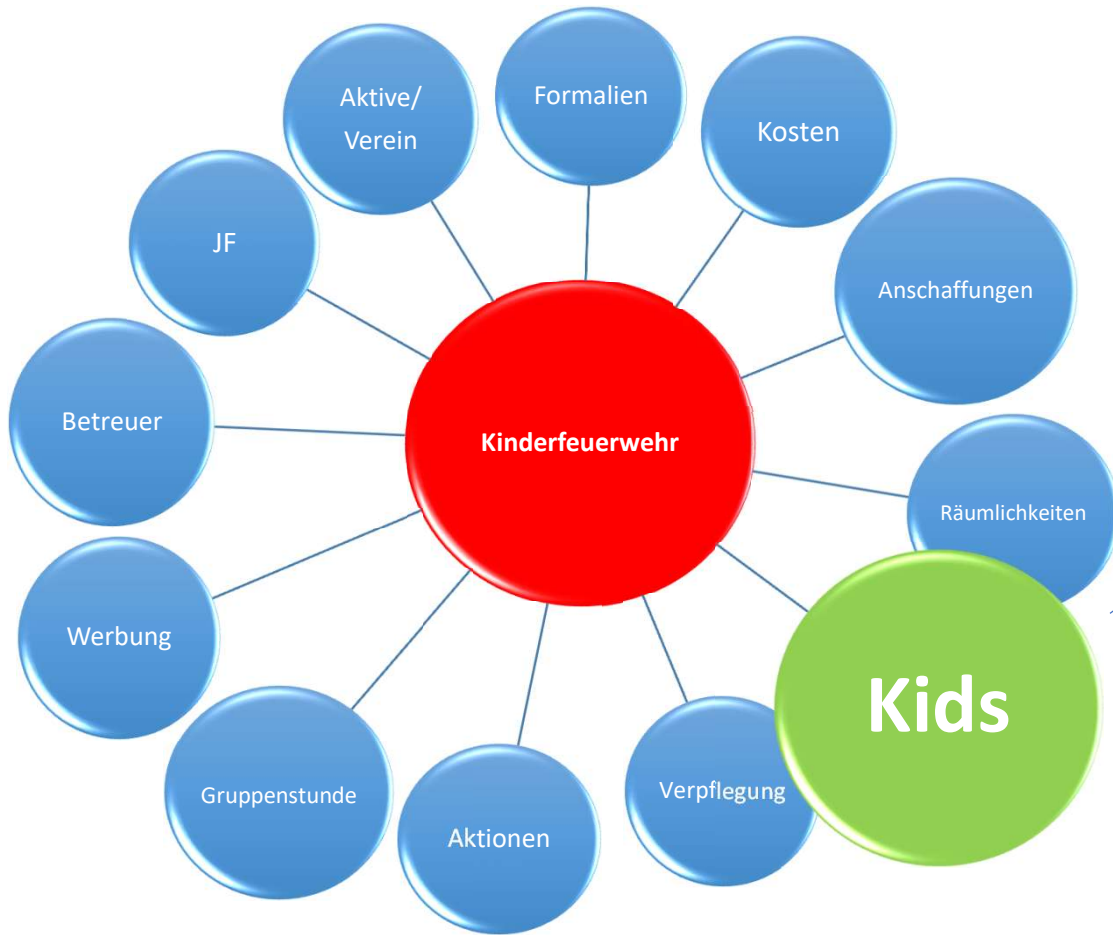 Aktive/
Verein
Formalien
Kosten
Anschaffungen
Räumlichkeiten
Kids
Verpflegung
Aktionen
Gruppenstunde
Werbung
Betreuer
JF
Kinderfeuerwehr